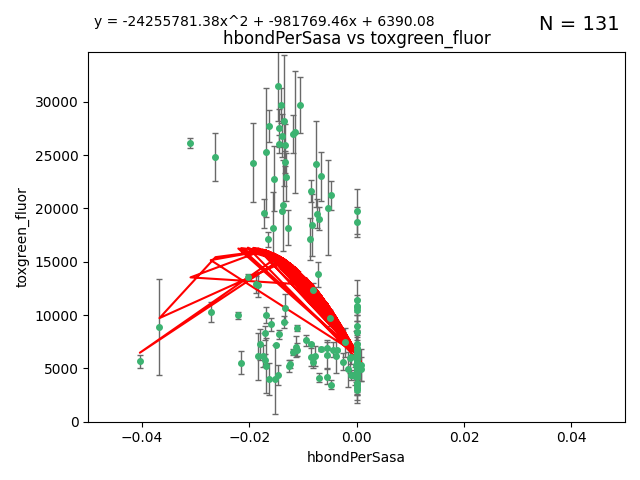 y = -24255781.38x^2 + -981769.46x + 6390.08
N = 131
hbondPerSasa vs toxgreen_fluor
30000
25000
20000
15000
10000
5000
0
toxgreen_fluor
−0.04
−0.02
0.00
0.02
0.04
hbondPerSasa